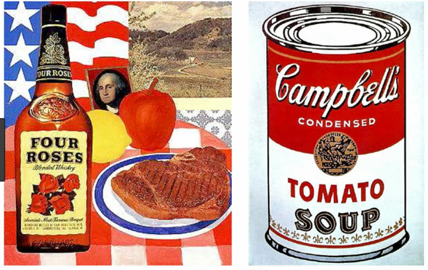 FOUR ROSES
FOUR
ROSES
Blended Whiskey
Campbell's
CONDENSED
TOMATO
SOUP